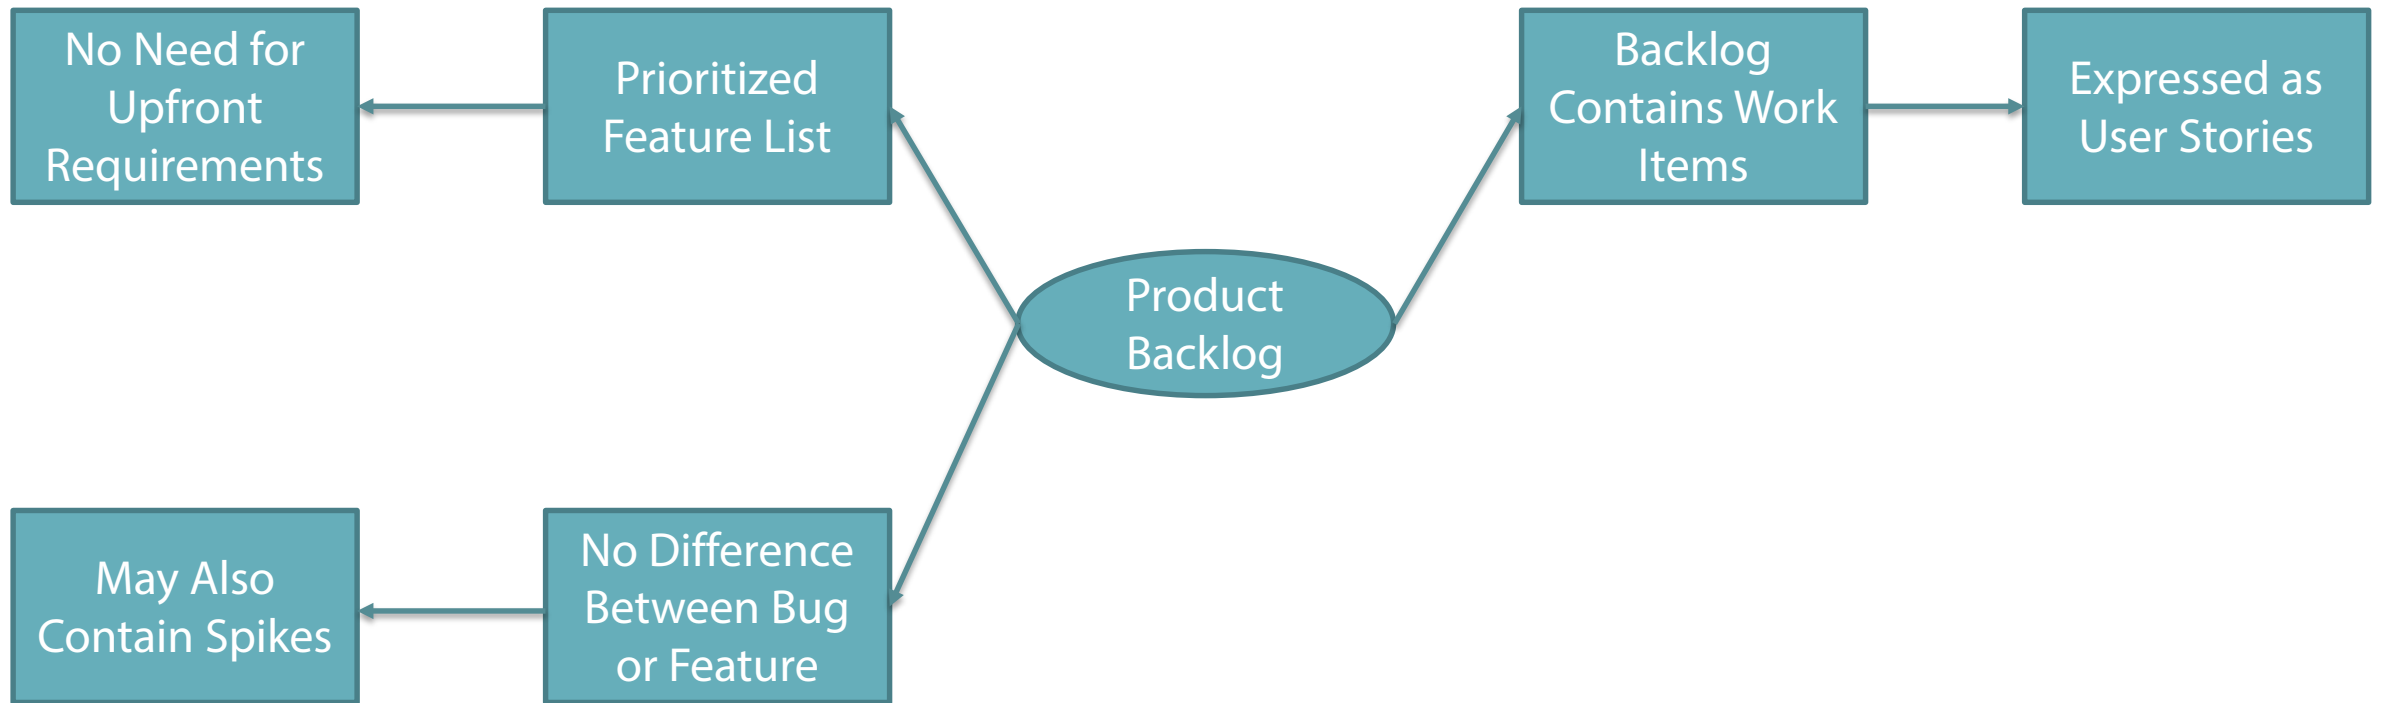 No Need for
Upfront
Requirements
Prioritized
Feature List
Backlog
Contains Work
Items
Expressed as
User Stories
Product
Backlog
May Also
Contain Spikes
No Difference
Between Bug
or Feature